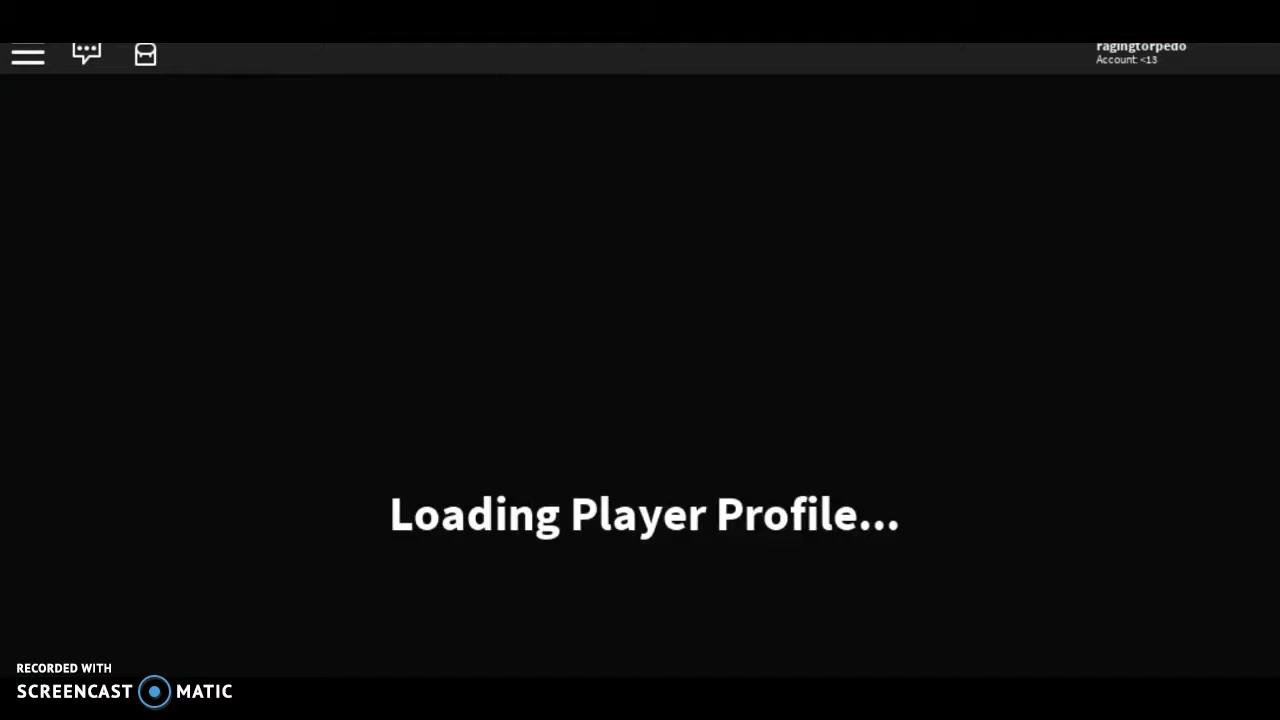 ragingtorpedo
Account: <13
Loading Player Profile...
RECORDED WITH
SCREENCAST MATIC